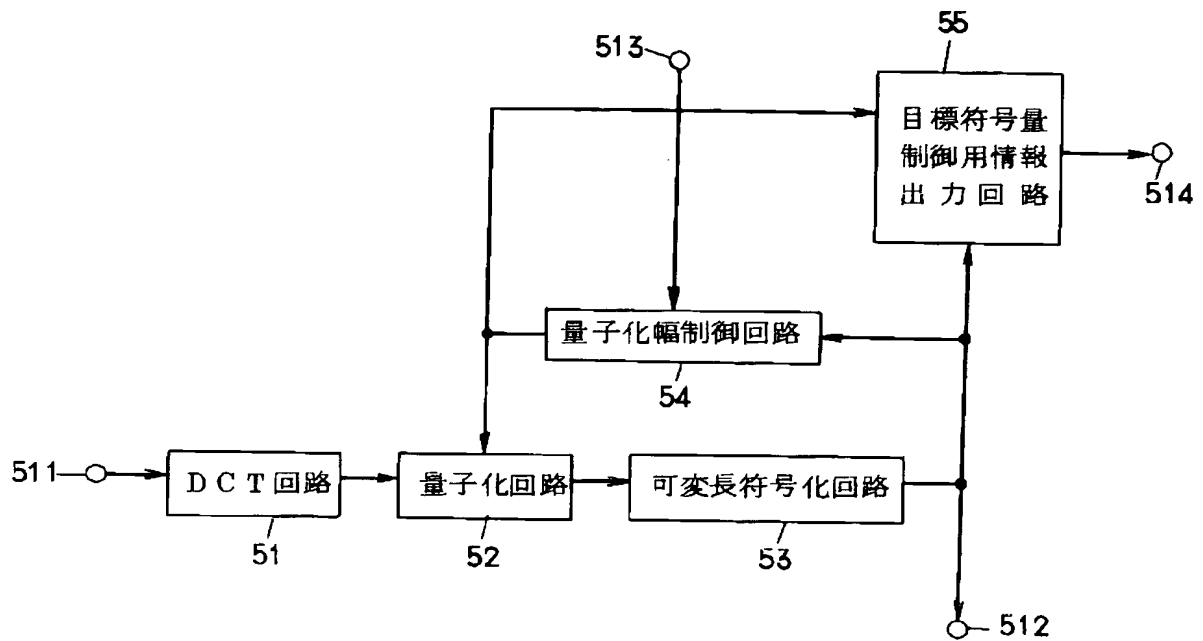 55
513
目標符号量
制御用情報
出力回路
514
量子化幅制御回路
54
511
DCT回路
量子化回路
可変長符号化回路
51
52
53
512